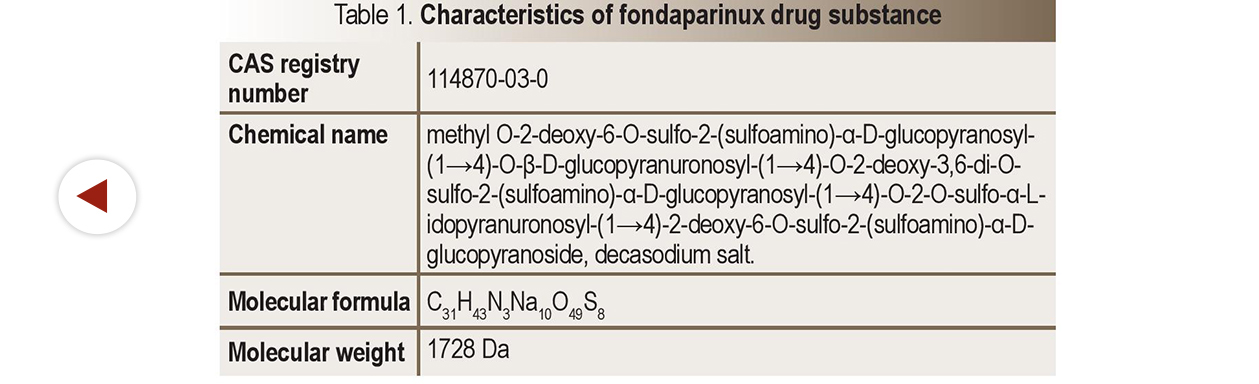 Table 1. Characteristics of fondaparinux drug substance
CAS registry
number
114870-03-0
Chemical name
methyl O-2-deoxy-6-O-sulfo-2-(sulfoamino)-α-D-glucopyranosyl-
(1→4)-O-β-D-glucopyranuronosyl-(1→4)-O-2-deoxy-3,6-di-O-
sulfo-2-(sulfoamino)-α-D-glucopyranosyl-(1→4)-O-2-O-sulfo-α-L-
idopyranuronosyl-(1→4)-2-deoxy-6-O-sulfo-2-(sulfoamino)-α-D-
glucopyranoside, decasodium salt.
Molecular formula
C₃₁H₄₃N₃Na₁₀O₄₉S₈
Molecular weight
1728 Da